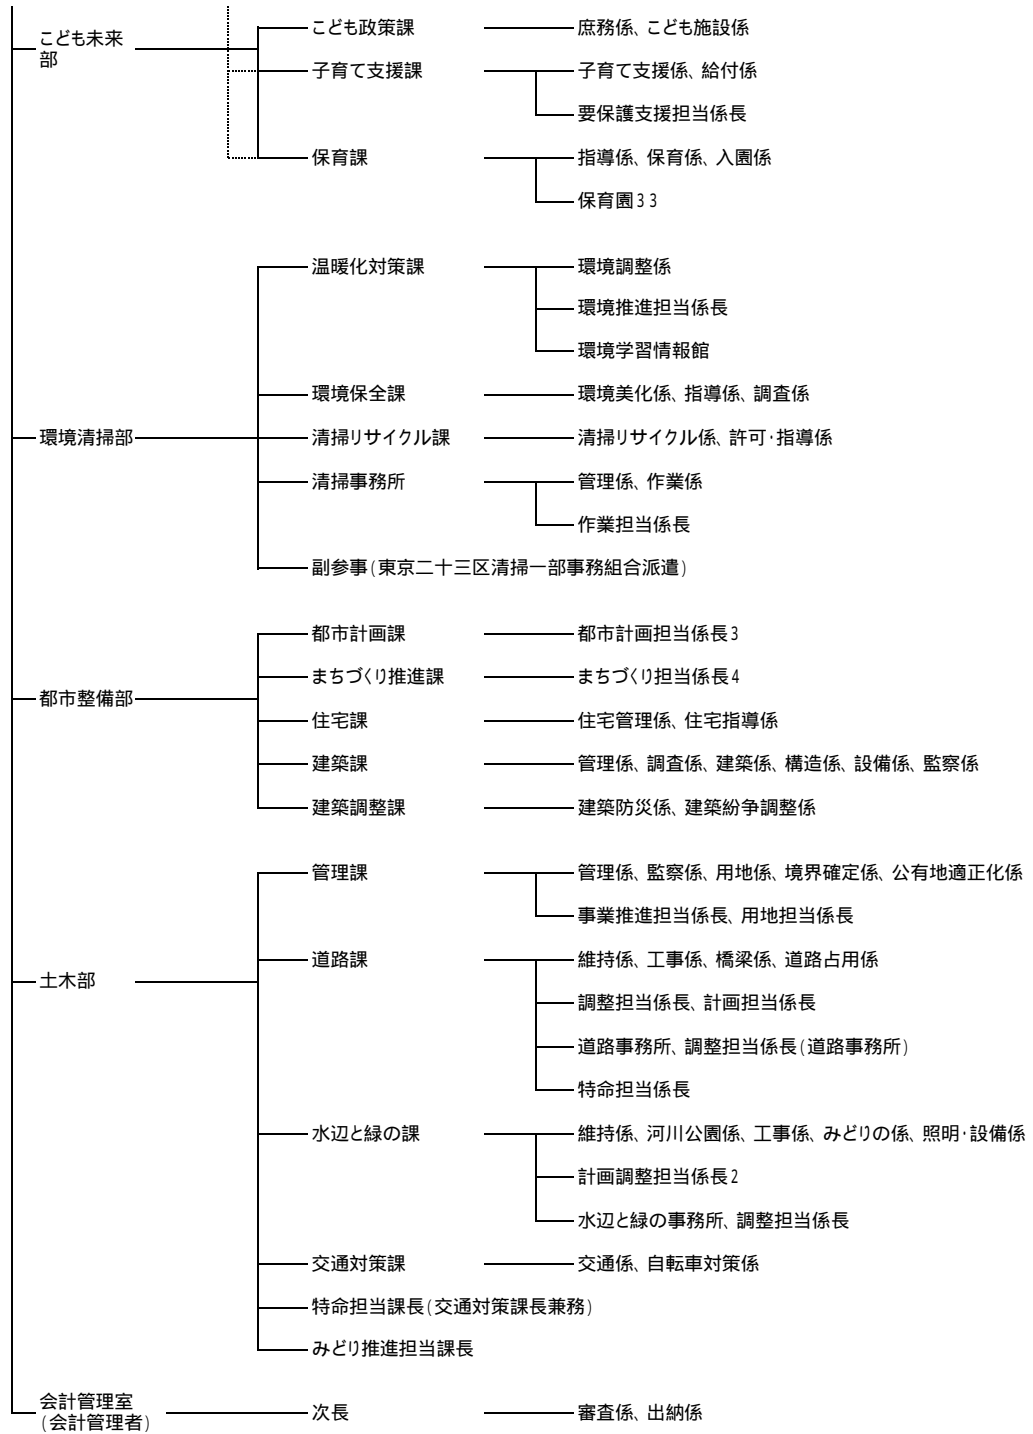 こども未来
部
こども政策課 庶務係、こども施設係
子育て支援課 子育て支援係、給付係
要保護支援担当係長
保育課 指導係、保育係、入園係
保育園33
環境清掃部
温暖化対策課 環境調整係
環境推進担当係長
環境学習情報館
環境保全課 環境美化係、指導係、調査係
清掃リサイクル課 清掃リサイクル係、許可・指導係
清掃事務所 管理係、作業係
作業担当係長
副参事(東京二十三区清掃一部事務組合派遣)
都市整備部
都市計画課 都市計画担当係長3
まちづくり推進課 まちづくり担当係長4
住宅課 住宅管理係、住宅指導係
建築課 管理係、調査係、建築係、構造係、設備係、監察係
建築調整課 建築防災係、建築紛争調整係
土木部
管理課 管理係、監察係、用地係、境界確定係、公有地適正化係
事業推進担当係長、用地担当係長
道路課 維持係、工事係、橋梁係、道路占用係
調整担当係長、計画担当係長
道路事務所、調整担当係長(道路事務所)
特命担当係長
水辺と緑の課 維持係、河川公園係、工事係、みどりの係、照明・設備係
計画調整担当係長2
水辺と緑の事務所、調整担当係長
交通対策課 交通係、自転車対策係
特命担当課長(交通対策課長兼務)
みどり推進担当課長
会計管理室
(会計管理者)
次長 審査係、出納係